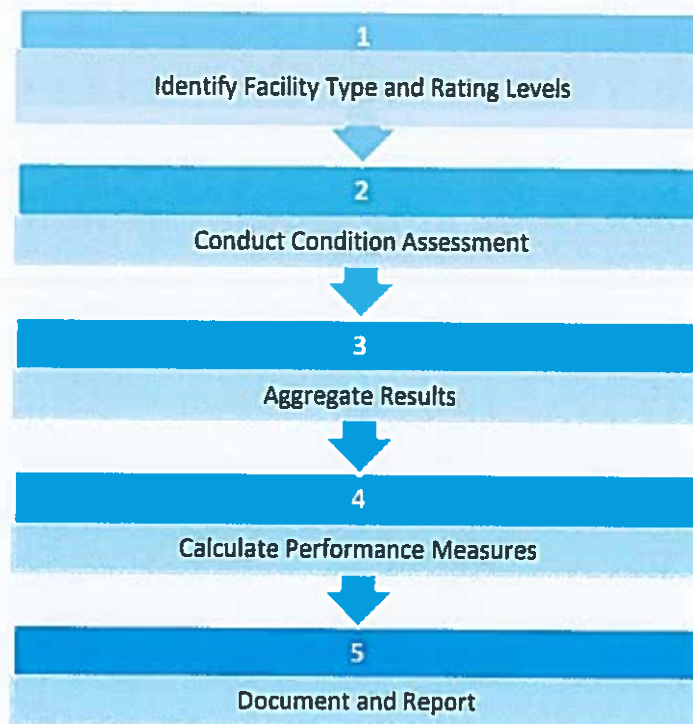 1
Identify Facility Type and Rating Levels
2
Conduct Condition Assessment
3
Aggregate Results
4
Calculate Performance Measures
5
Document and Report